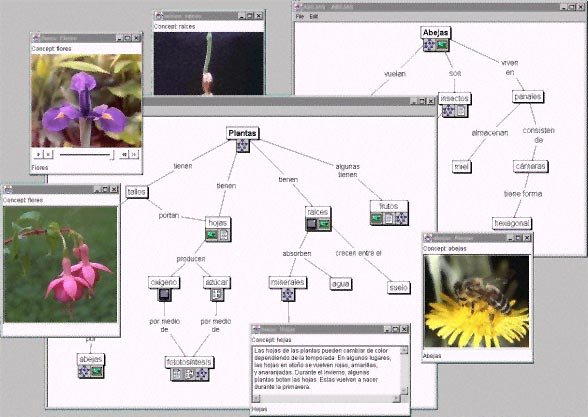 Concept: raices
File Edit
Abejas
vuelan
son
viven
en
insectos
panales
almacenan
consisten
de
miel
cámaras
tiene forma
hexagonal
Concept: flores
Flores
Plantas
tienen
tienen
tienen
algunas
tienen
tallos
frutos
portan
hojas
raices
producen
absorben
crecen entre el
oxigeno
azúcar
minerales
agua
suelo
por medio
de
por medio
de
fototosintesis
por
abejas
Concept: flores
Concept: abejas
Abejas
Concept: hojas
Las hojas de las plantas pueden cambiar de color
dependiendo de la temporada. En algunos lugares,
las hojas en otoño se vuelven rojas, amarillas,
y anaranjadas. Durante el invierno, algunas
plantas botan las hojas. Estas vuelven a nacer
durante la primavera.
Hojas